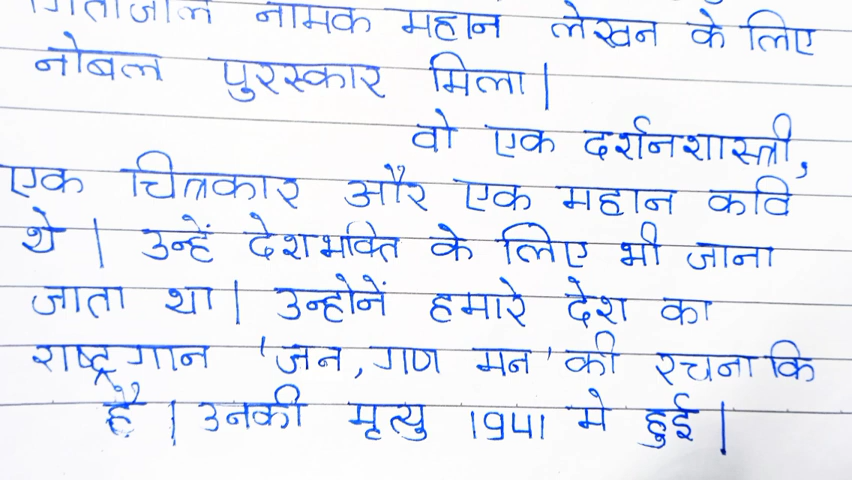 नामक महान लेखन के लिए
नोबल पुरस्कार मिला|
वो एक दर्शनशास्त्री,
एक चित्रकार और एक महान कवि
थे | उन्हें देशभक्ति के लिए भी जाना
जाता था| उन्होनें हमारे देश का
राष्ट्रगान 'जन, गण मन' की रचना कि
है | उनकी मृत्यु 1941 मे हुई |